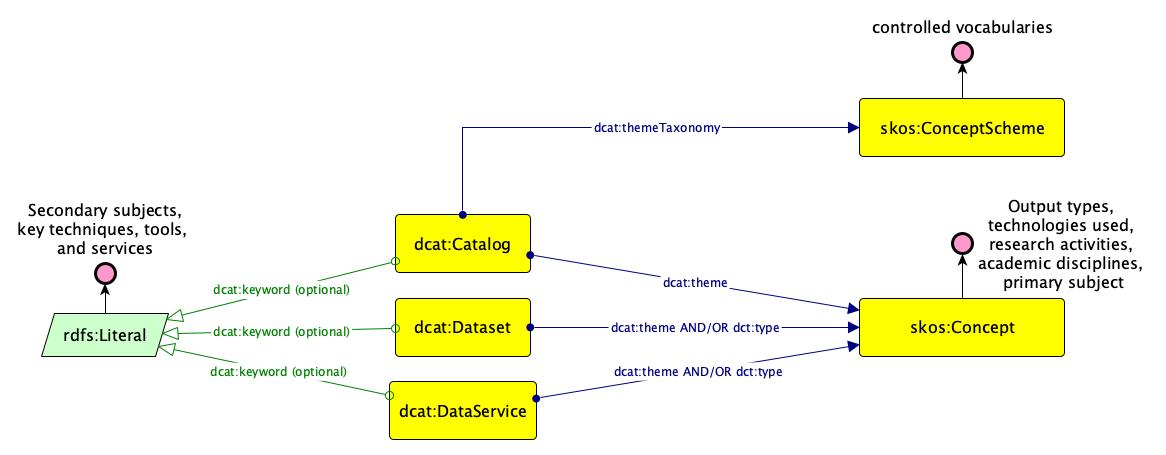 controlled vocabularies
dcat:themeTaxonomy
skos:ConceptScheme
Secondary subjects,
key techniques, tools,
and services
Output types,
technologies used,
research activities,
academic disciplines,
primary subject
dcat:Catalog
dcat:keyword (optional)
dcat:theme
rdfs:Literal
dcat:keyword (optional)
dcat:Dataset
dcat:theme AND/OR dct:type
skos:Concept
dcat:keyword (optional)
dcat:theme AND/OR dct:type
dcat:DataService